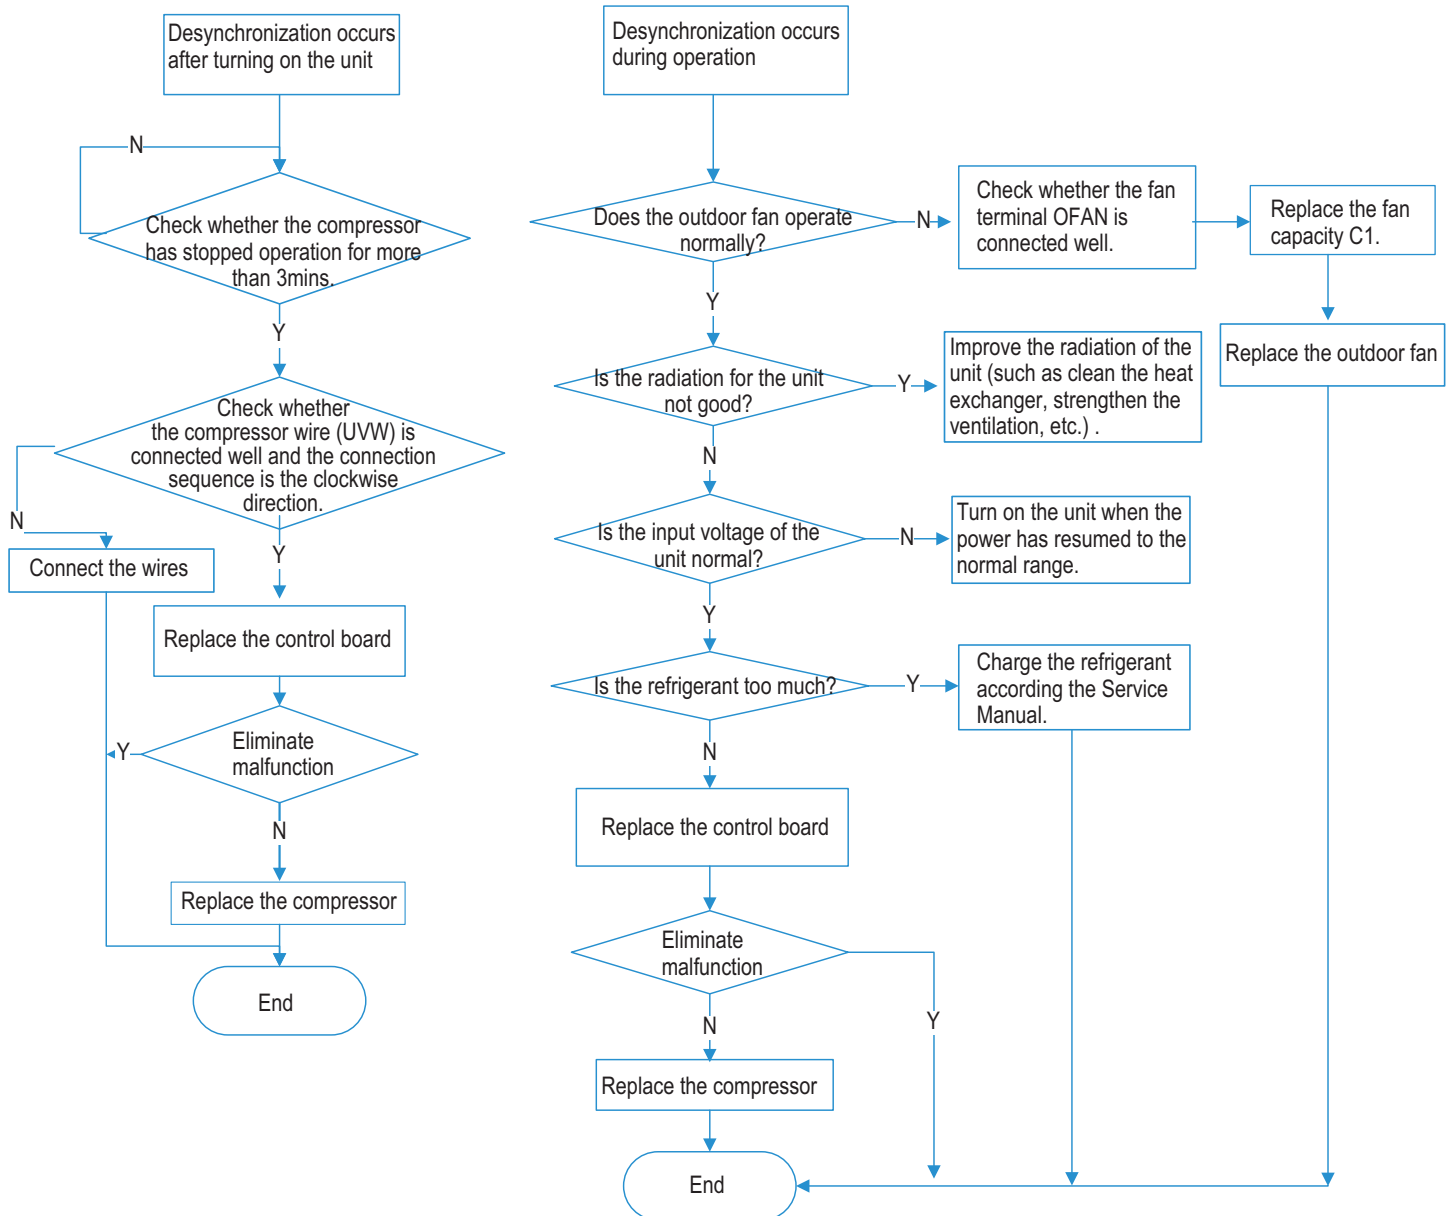 Desynchronization occurs
after turning on the unit
N
Check whether the compressor
has stopped operation for more
than 3mins.
Y
Check whether
the compressor wire (UVW) is
connected well and the connection
sequence is the clockwise
direction.
N
Connect the wires
Y
Replace the control board
Eliminate
malfunction
Y
N
Replace the compressor
End
Desynchronization occurs
during operation
Does the outdoor fan operate
normally?
N
Check whether the fan
terminal OFAN is
connected well.
Replace the fan
capacity C1.
Replace the outdoor fan
Y
Is the radiation for the unit
not good?
Y
Improve the radiation of the
unit (such as clean the heat
exchanger, strengthen the
ventilation, etc.) .
N
Is the input voltage of the
unit normal?
N
Turn on the unit when the
power has resumed to the
normal range.
Y
Is the refrigerant too much?
Y
Charge the refrigerant
according the Service
Manual.
N
Replace the control board
Eliminate
malfunction
Y
N
Replace the compressor
End